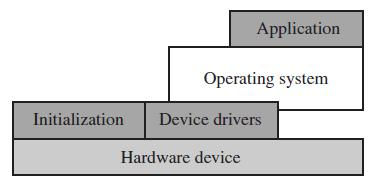 Application
Operating system
Initialization
Device drivers
Hardware device